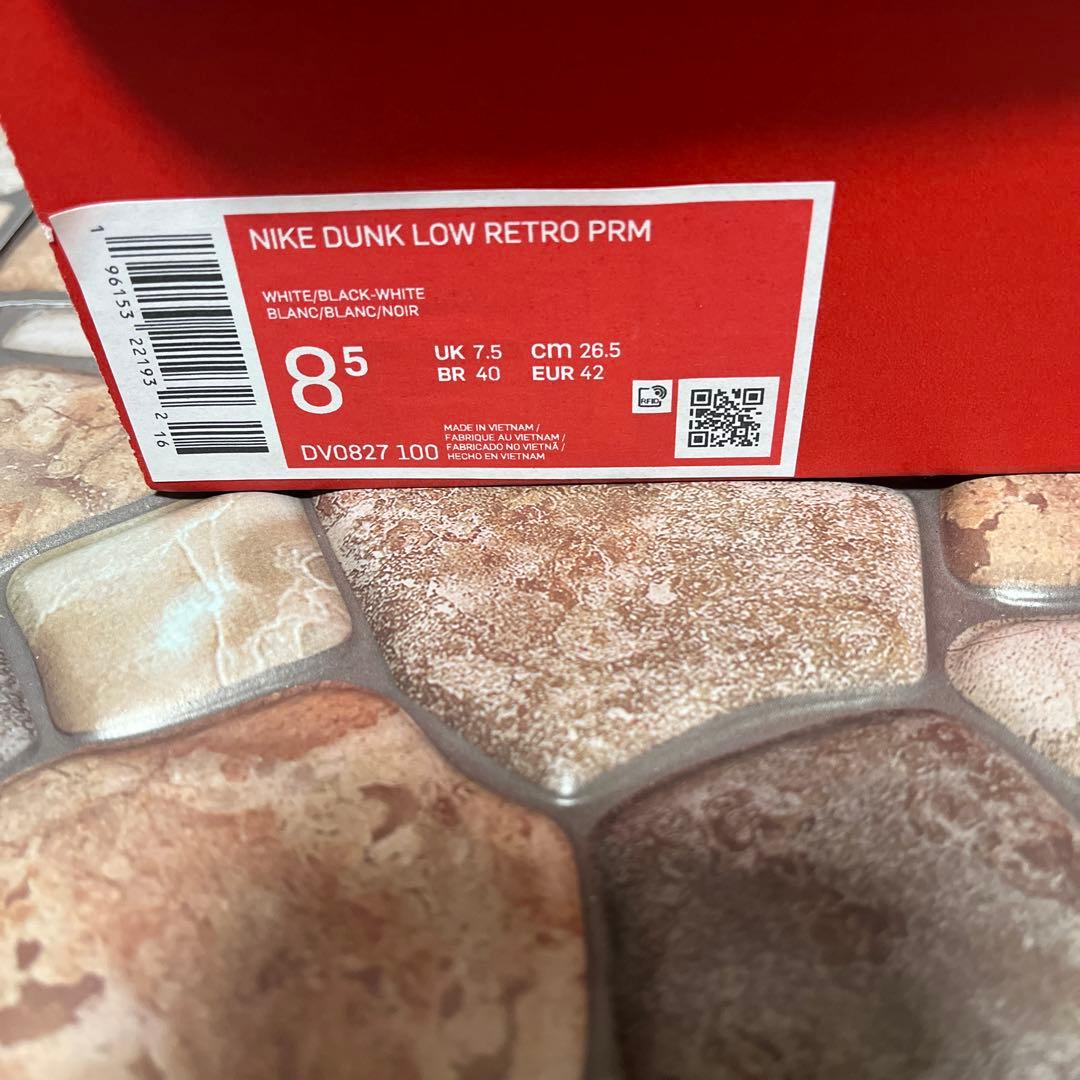 NIKE DUNK LOW RETRO PRM
WHITE/BLACK-WHITE
BLANC/BLANC/NOIR
8⁵
UK 7.5 cm 26.5
BR 40 EUR 42
RFID
DV0827 100
MADE IN VIETNAM /
FABRIQUE AU VIETNAM /
FABRICADO NO VIETNÃ /
HECHO EN VIETNAM
1 96153 22193 2 16